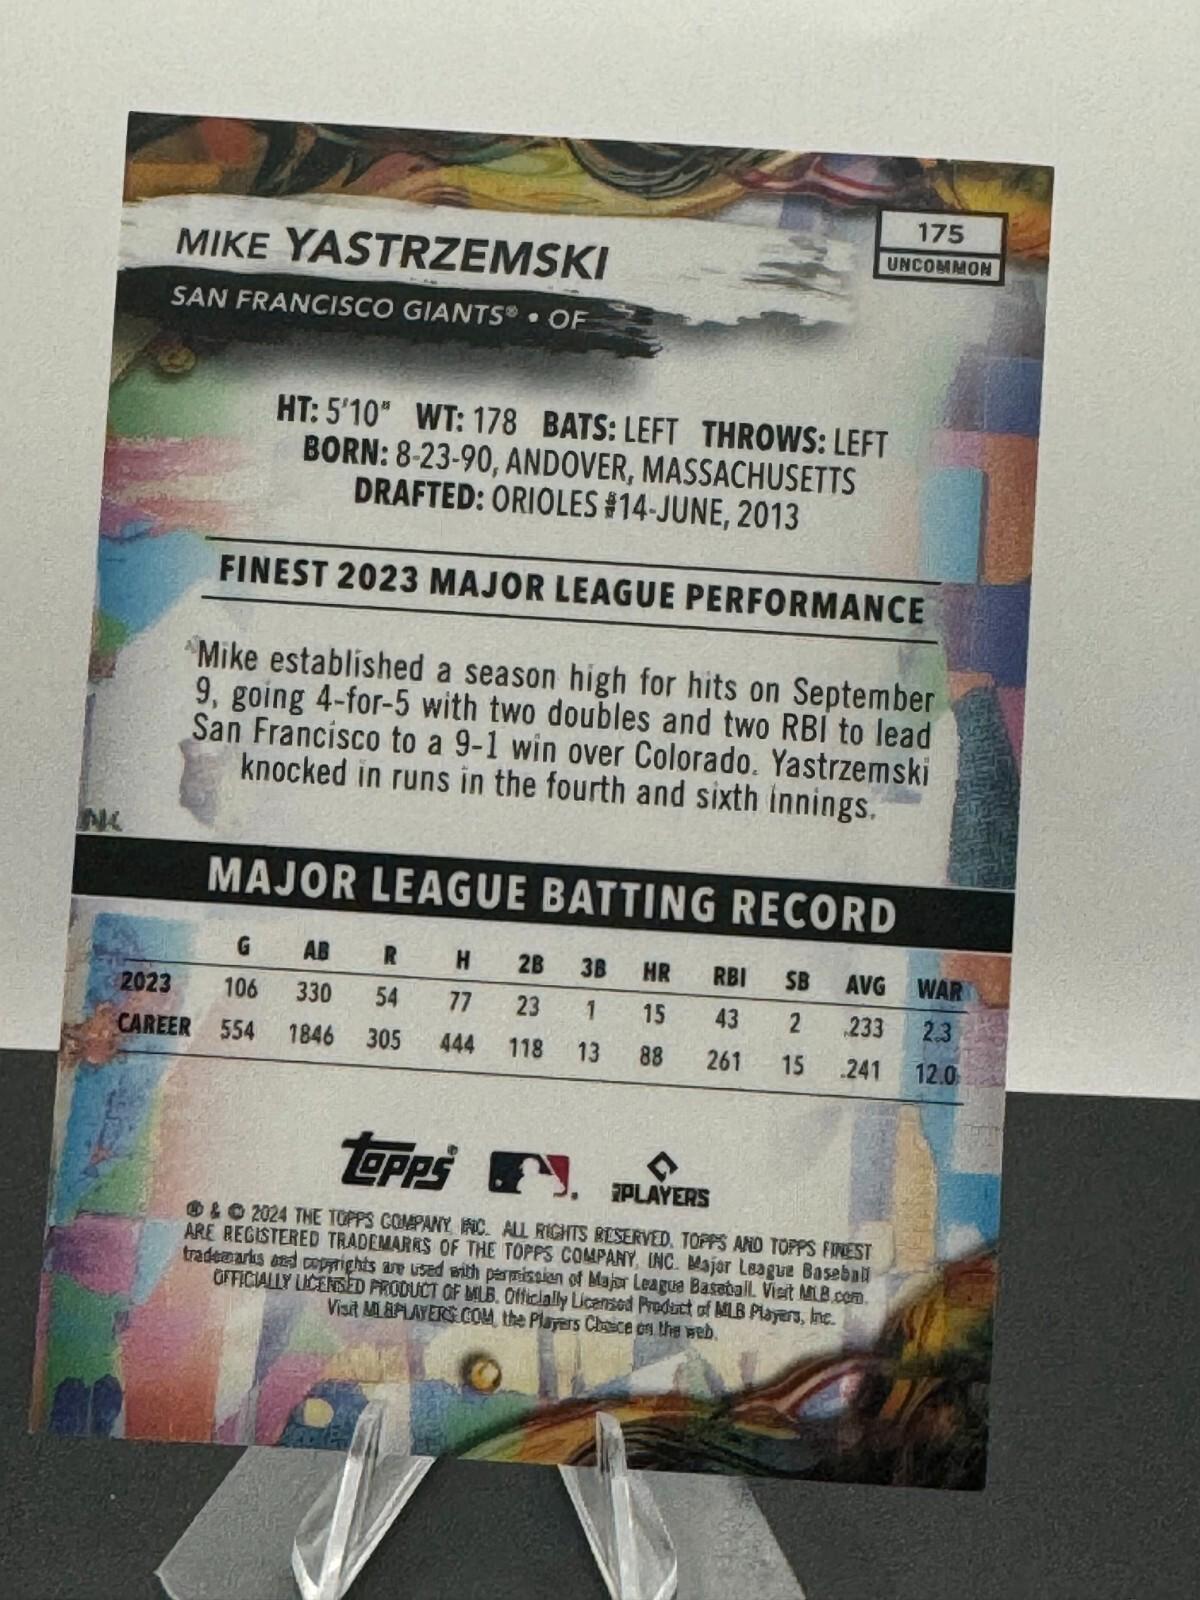 MIKE YASTRZEMSKI
175
UNCOMMON
SAN FRANCISCO GIANTS® • OF
HT: 5'10" WT: 178 BATS: LEFT THROWS: LEFT
BORN: 8-23-90, ANDOVER, MASSACHUSETTS
DRAFTED: ORIOLES #14-JUNE, 2013
FINEST 2023 MAJOR LEAGUE PERFORMANCE
Mike established a season high for hits on September
9, going 4-for-5 with two doubles and two RBI to lead
San Francisco to a 9-1 win over Colorado. Yastrzemski
knocked in runs in the fourth and sixth innings.
MAJOR LEAGUE BATTING RECORD
G AB R H 2B 3B HR RBI SB AVG WAR
2023 106 330 54 77 23 1 15 43 2 .233 2.3
CAREER 554 1846 305 444 118 13 88 261 15 .241 12.0
Topps® PLAYERS
® & © 2024 THE TOPPS COMPANY, INC. ALL RIGHTS RESERVED. TOPPS AND TOPPS FINEST
ARE REGISTERED TRADEMARKS OF THE TOPPS COMPANY, INC. Major League Baseball
trademarks and copyrights are used with permission of Major League Baseball. Visit MLB.com.
OFFICIALLY LICENSED PRODUCT OF MLB. Officially Licensed Product of MLB Players, Inc.
Visit MLBPLAYERS.COM, the Players Choice on the web.